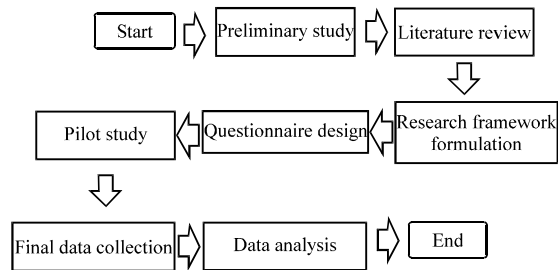 Start
Preliminary study
Literature review
Research framework
formulation
Questionnaire design
Pilot study
Final data collection
Data analysis
End